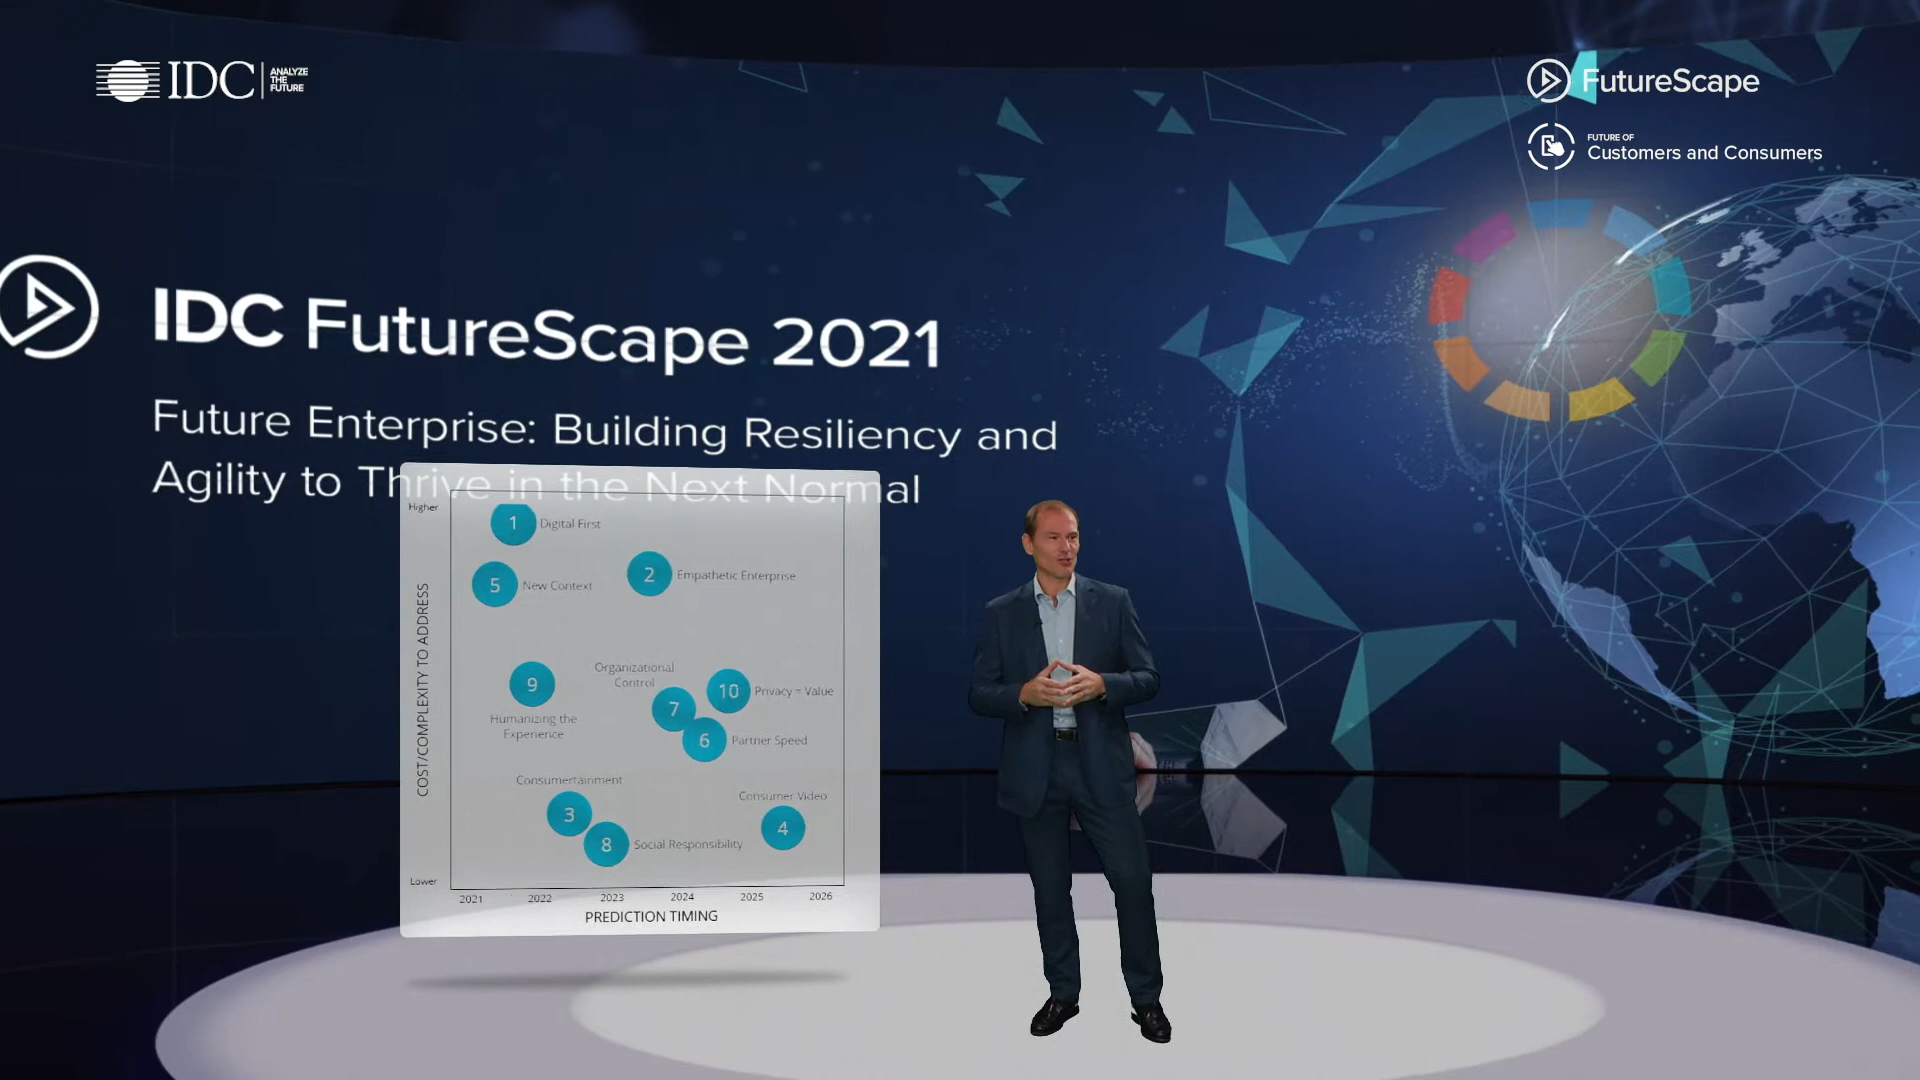 IDC
ANALYZE
THE
FUTURE
FutureScape
FUTURE OF
Customers and Consumers
IDC FutureScape 2021
Future Enterprise: Building Resiliency and
Agility to Thrive in the Next Normal
Higher
1 Digital First
2 Empathetic Enterprise
5 New Context
COST/COMPLEXITY TO ADDRESS
Organizational
Control
9
10 Privacy = Value
7
Humanizing the
Experience
6 Partner Speed
Consumertainment
Consumer Video
3
4
8 Social Responsibility
Lower
2021 2022 2023 2024 2025 2026
PREDICTION TIMING